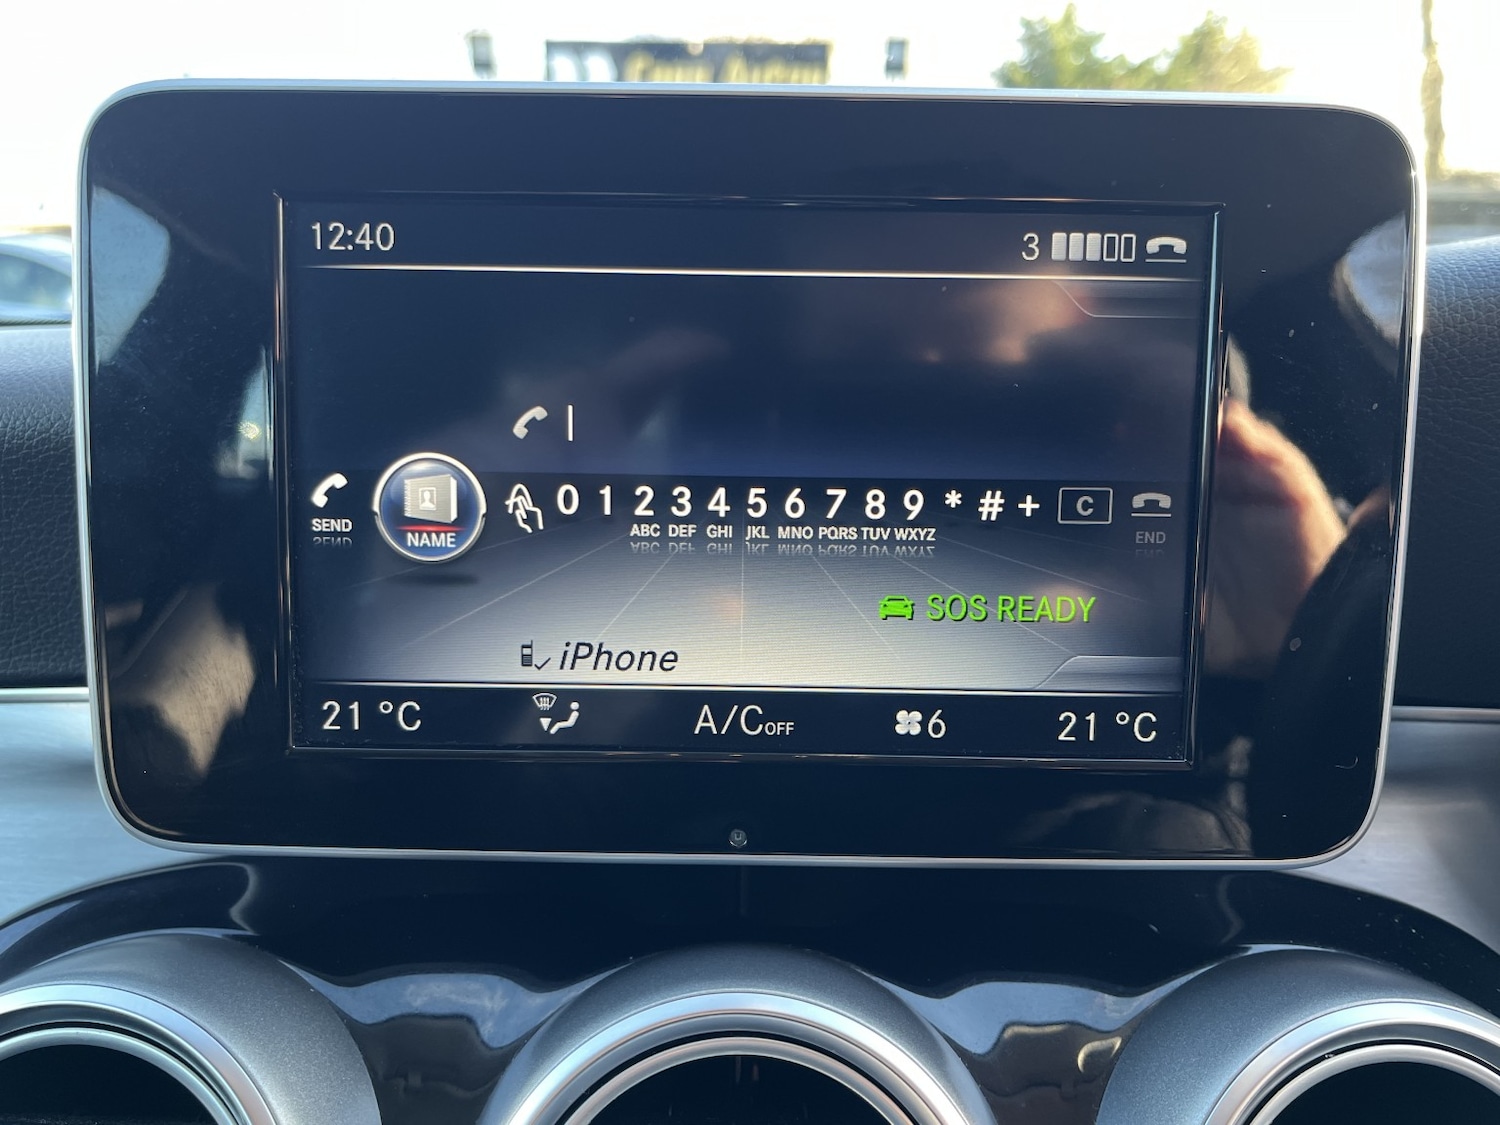 12:40 3
SEND NAME 0 1 2 3 4 5 6 7 8 9 * # + C END
ABC DEF GHI JKL MNO PQRS TUV WXYZ
SOS READY
iPhone
21 °C A/C OFF 6 21 °C